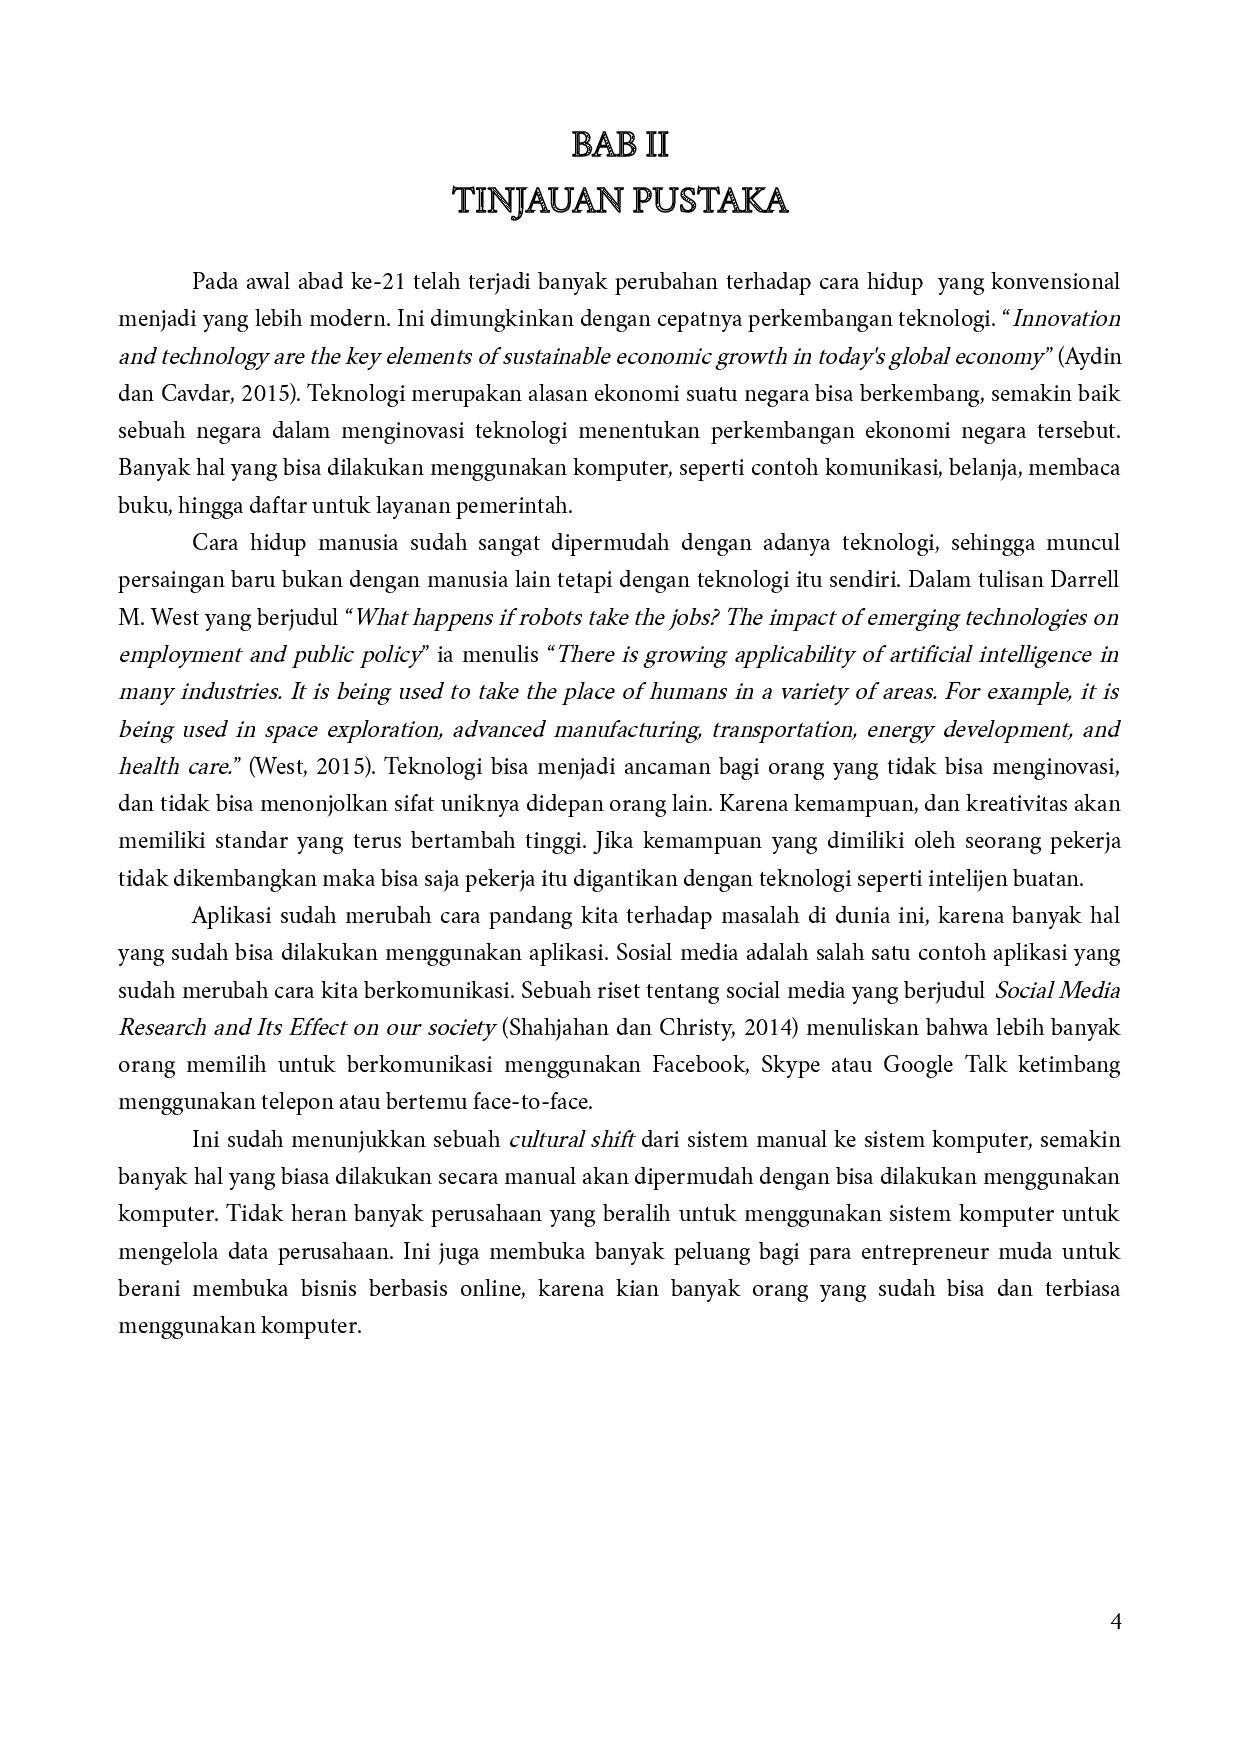 BAB II
TINJAUAN PUSTAKA
Pada awal abad ke-21 telah terjadi banyak perubahan terhadap cara hidup  yang konvensional
menjadi yang lebih modern. Ini dimungkinkan dengan cepatnya perkembangan teknologi. “Innovation
and technology are the key elements of sustainable economic growth in today's global economy” (Aydin
dan Cavdar, 2015). Teknologi merupakan alasan ekonomi suatu negara bisa berkembang, semakin baik
sebuah negara dalam menginovasi teknologi menentukan perkembangan ekonomi negara tersebut.
Banyak hal yang bisa dilakukan menggunakan komputer, seperti contoh komunikasi, belanja, membaca
buku, hingga daftar untuk layanan pemerintah.
Cara hidup manusia sudah sangat dipermudah dengan adanya teknologi, sehingga muncul
persaingan baru bukan dengan manusia lain tetapi dengan teknologi itu sendiri. Dalam tulisan Darrell
M. West yang berjudul “What happens if robots take the jobs? The impact of emerging technologies on
employment and public policy” ia menulis “There is growing applicability of artificial intelligence in
many industries. It is being used to take the place of humans in a variety of areas. For example, it is
being used in space exploration, advanced manufacturing, transportation, energy development, and
health care.” (West, 2015). Teknologi bisa menjadi ancaman bagi orang yang tidak bisa menginovasi,
dan tidak bisa menonjolkan sifat uniknya didepan orang lain. Karena kemampuan, dan kreativitas akan
memiliki standar yang terus bertambah tinggi. Jika kemampuan yang dimiliki oleh seorang pekerja
tidak dikembangkan maka bisa saja pekerja itu digantikan dengan teknologi seperti intelijen buatan.
Aplikasi sudah merubah cara pandang kita terhadap masalah di dunia ini, karena banyak hal
yang sudah bisa dilakukan menggunakan aplikasi. Sosial media adalah salah satu contoh aplikasi yang
sudah merubah cara kita berkomunikasi. Sebuah riset tentang social media yang berjudul Social Media
Research and Its Effect on our society (Shahjahan dan Christy, 2014) menuliskan bahwa lebih banyak
orang memilih untuk berkomunikasi menggunakan Facebook, Skype atau Google Talk ketimbang
menggunakan telepon atau bertemu face-to-face.
Ini sudah menunjukkan sebuah cultural shift dari sistem manual ke sistem komputer, semakin
banyak hal yang biasa dilakukan secara manual akan dipermudah dengan bisa dilakukan menggunakan
komputer. Tidak heran banyak perusahaan yang beralih untuk menggunakan sistem komputer untuk
mengelola data perusahaan. Ini juga membuka banyak peluang bagi para entrepreneur muda untuk
berani membuka bisnis berbasis online, karena kian banyak orang yang sudah bisa dan terbiasa
menggunakan komputer.
4